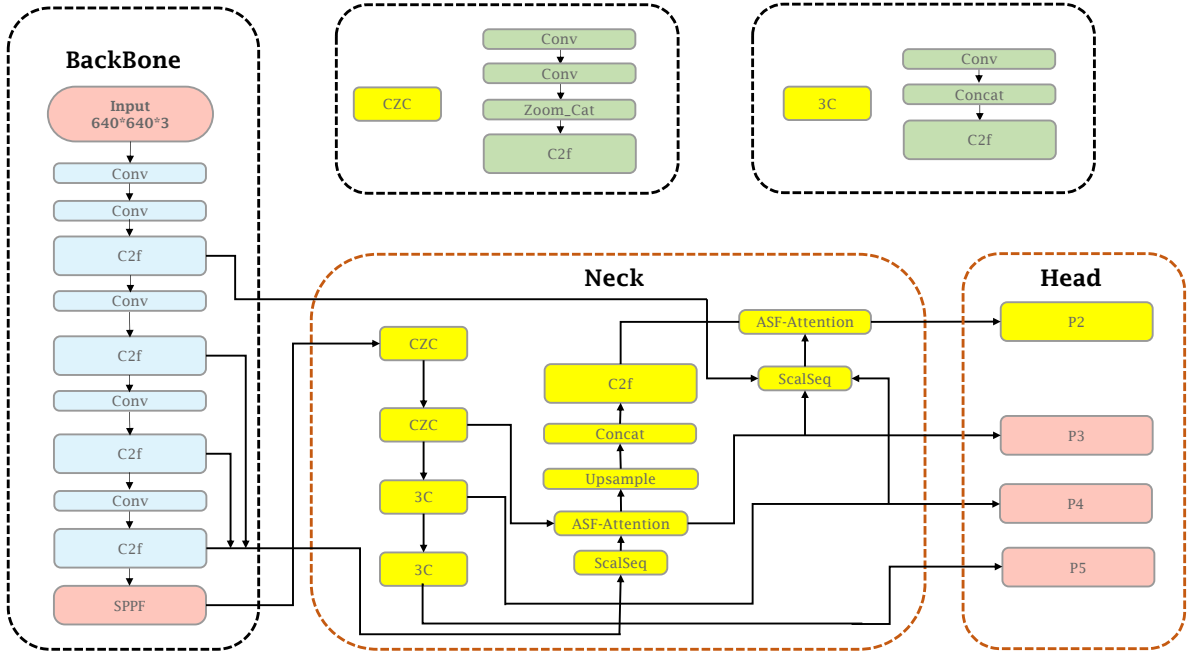 BackBone
Input
640*640*3
Conv
Conv
C2f
Conv
C2f
Conv
C2f
Conv
C2f
SPPF
CZC
Conv
Conv
Zoom_Cat
C2f
3C
Conv
Concat
C2f
Neck
CZC
CZC
3C
3C
C2f
Concat
Upsample
ASF-Attention
ScalSeq
ASF-Attention
ScalSeq
Head
P2
P3
P4
P5